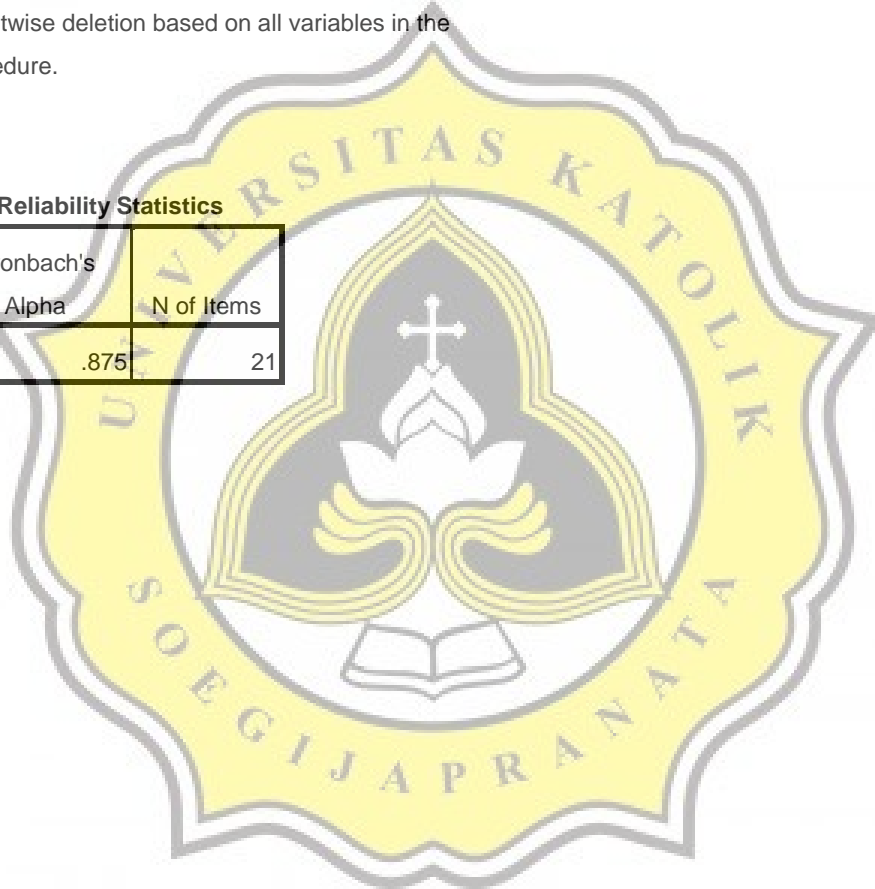 twise deletion based on all variables in the
edure.
Reliability Statistics
onbach's
Alpha N of Items
.875 21
UNIVERSITAS KATOLIK
SOEGIJAPRANATA